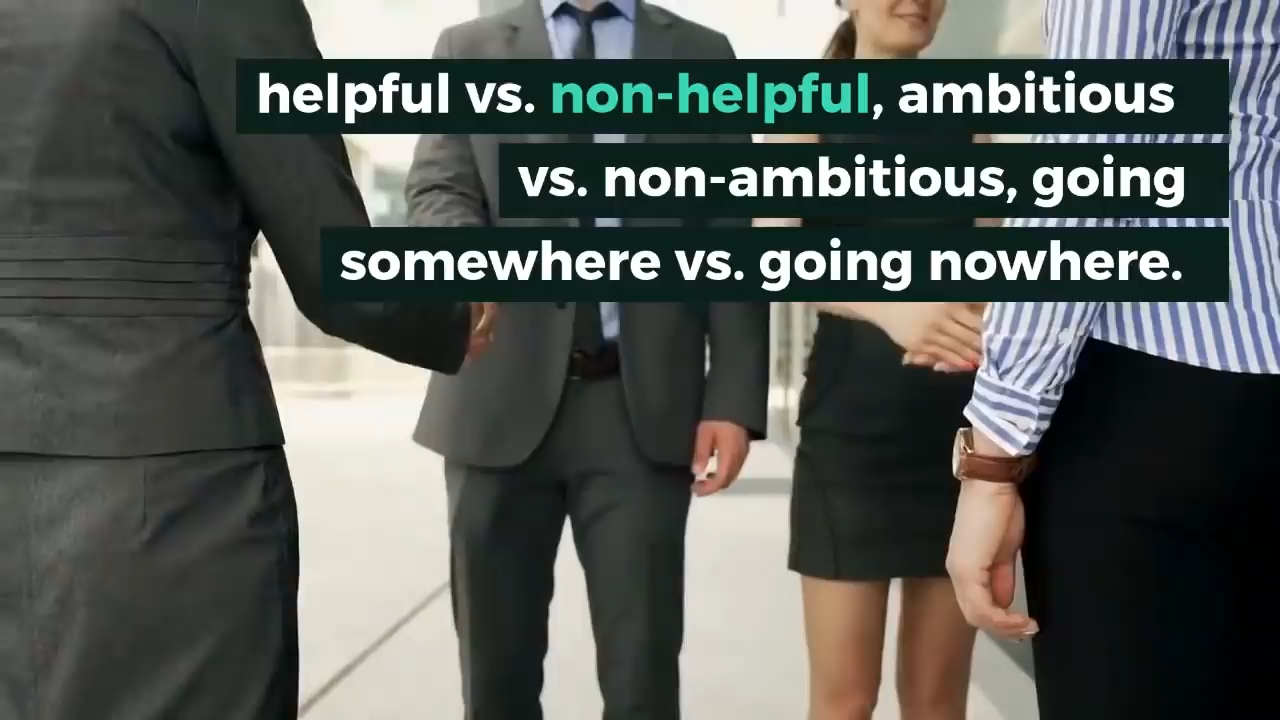 helpful vs. non-helpful, ambitious
vs. non-ambitious, going
somewhere vs. going nowhere.